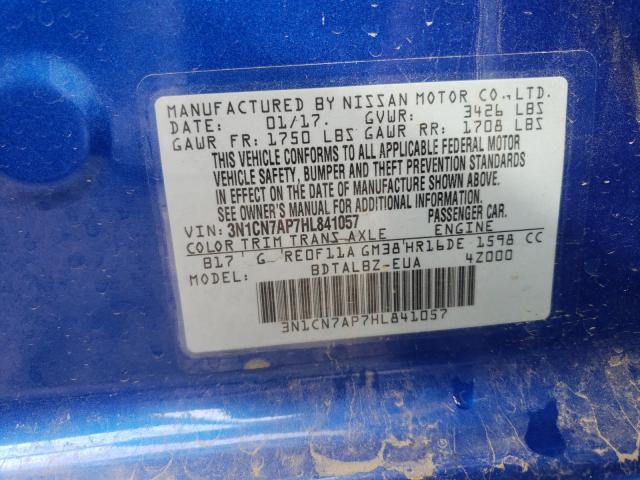 MANUFACTURED BY NISSAN MOTOR CO., LTD.
DATE: 01/17. GVWR: 3426 LBS
GAWR FR: 1750 LBS GAWR RR: 1708 LBS
THIS VEHICLE CONFORMS TO ALL APPLICABLE FEDERAL MOTOR
VEHICLE SAFETY, BUMPER AND THEFT PREVENTION STANDARDS
IN EFFECT ON THE DATE OF MANUFACTURE SHOWN ABOVE.
SEE OWNER'S MANUAL FOR ADDITIONAL INFORMATION.
VIN: 3N1CN7AP7HL841057 PASSENGER CAR.
COLOR TRIM TRANS AXLE ENGINE
B17 G RE0F11A GM38 HR16DE 1598 CC
MODEL: BDTALBZ-EUA 4Z000
3N1CN7AP7HL841057